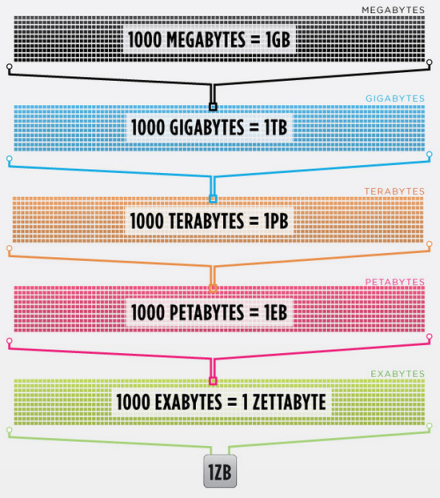 MEGABYTES
1000 MEGABYTES = 1GB
GIGABYTES
1000 GIGABYTES = 1TB
TERABYTES
1000 TERABYTES = 1PB
PETABYTES
1000 PETABYTES = 1EB
EXABYTES
1000 EXABYTES = 1 ZETTABYTE
1ZB